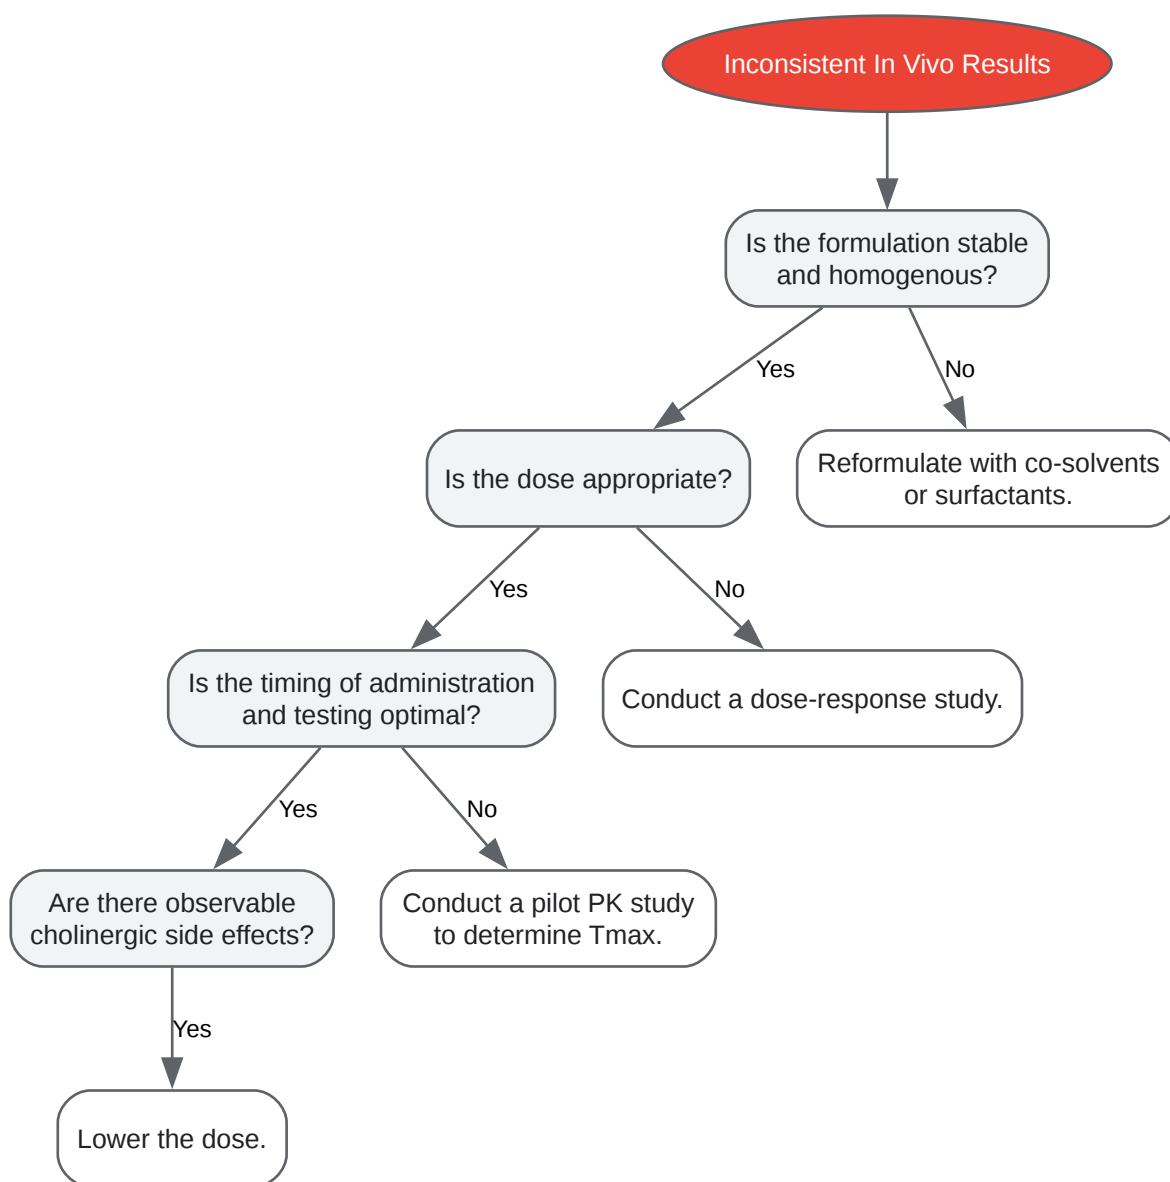 Inconsistent In Vivo Results
Is the formulation stable
and homogenous?
Yes
No
Is the dose appropriate?
Reformulate with co-solvents
or surfactants.
Yes
No
Is the timing of administration
and testing optimal?
Conduct a dose-response study.
Yes
No
Are there observable
cholinergic side effects?
Conduct a pilot PK study
to determine Tmax.
Yes
Lower the dose.